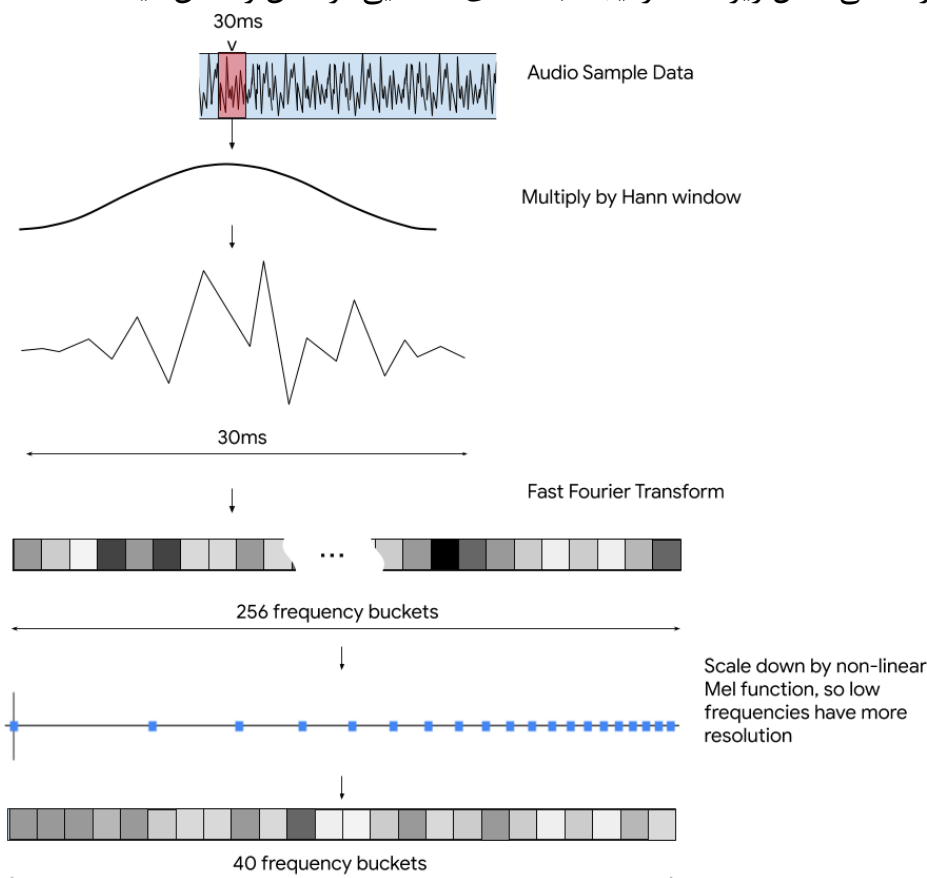 30ms
v
Audio Sample Data
Multiply by Hann window
30ms
Fast Fourier Transform
...
256 frequency buckets
Scale down by non-linear
Mel function, so low
frequencies have more
resolution
40 frequency buckets